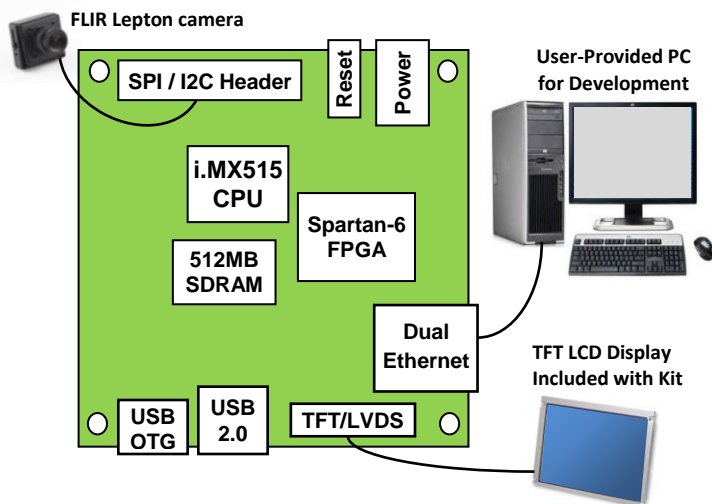 FLIR Lepton camera
SPI / I2C Header
Reset
Power
User-Provided PC
for Development
i.MX515
CPU
Spartan-6
FPGA
512MB
SDRAM
Dual
Ethernet
TFT LCD Display
Included with Kit
USB
OTG
USB
2.0
TFT/LVDS